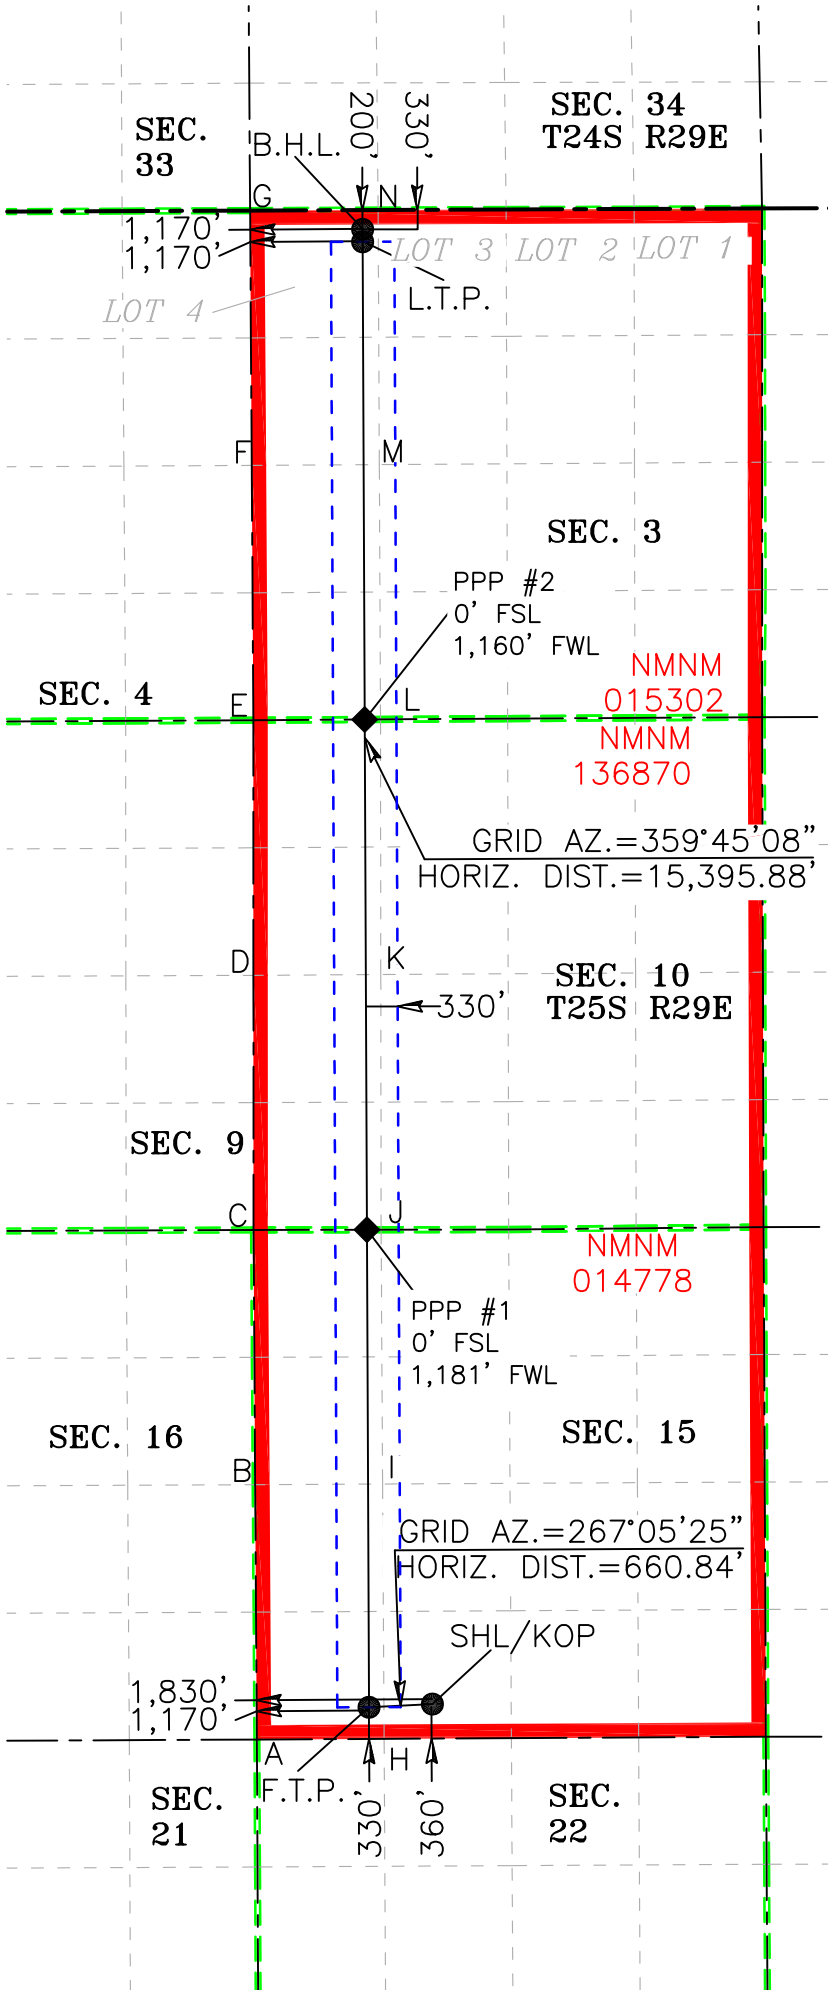 SEC. 34
T24S R29E
SEC.
33
B.H.L.
200'
330'
G
N
1,170'
1,170'
LOT 3 LOT 2 LOT 1
LOT 4
L.T.P.
F
M
SEC. 3
PPP #2
0' FSL
1,160' FWL
NMNM
015302
SEC. 4
E
L
NMNM
136870
GRID AZ.=359°45'08"
HORIZ. DIST.=15,395.88'
D
K
SEC. 10
T25S R29E
330'
SEC. 9
C
J
NMNM
014778
PPP #1
0' FSL
1,181' FWL
SEC. 16
SEC. 15
B
I
GRID AZ.=267°05'25"
HORIZ. DIST.=660.84'
SHL/KOP
1,830'
1,170'
A
H
F.T.P.
330'
360'
SEC.
21
SEC.
22